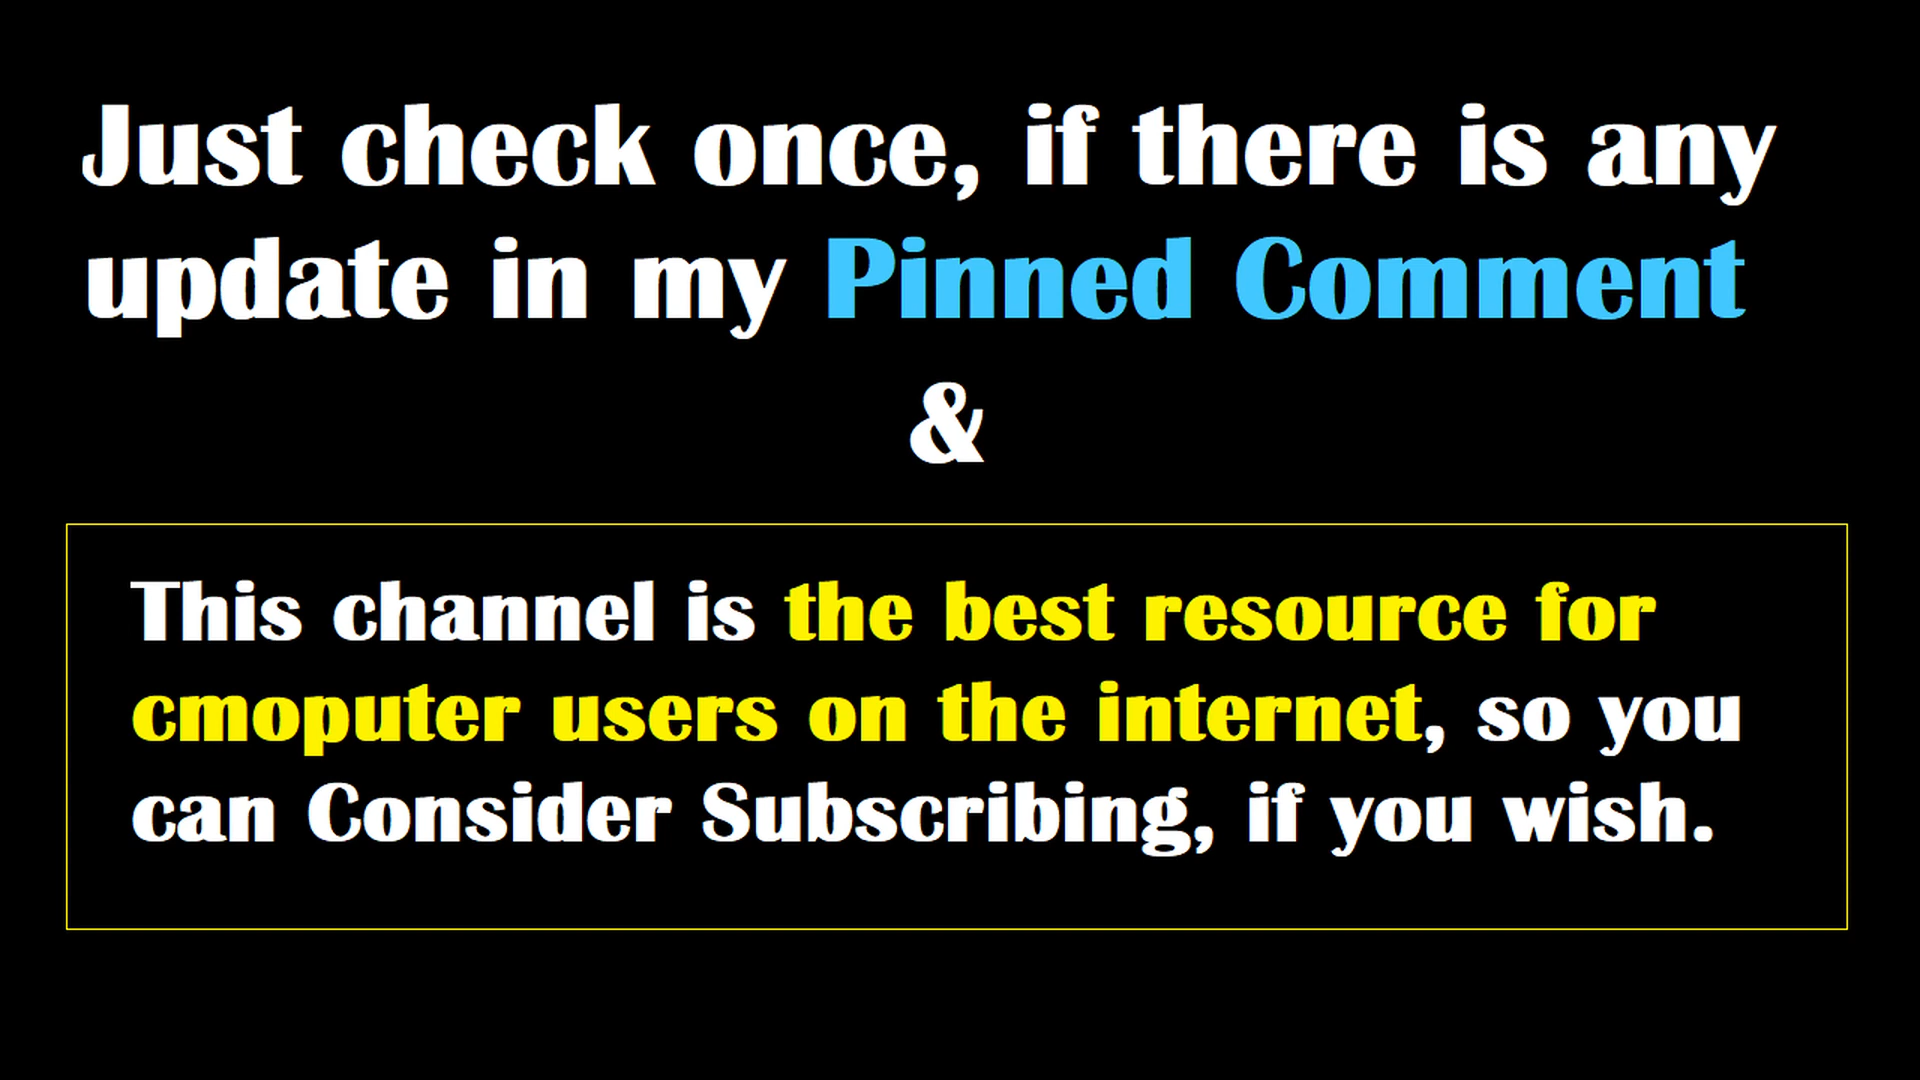 Just check once, if there is any
update in my Pinned Comment
&
This channel is the best resource for
cmoputer users on the internet, so you
can Consider Subscribing, if you wish.